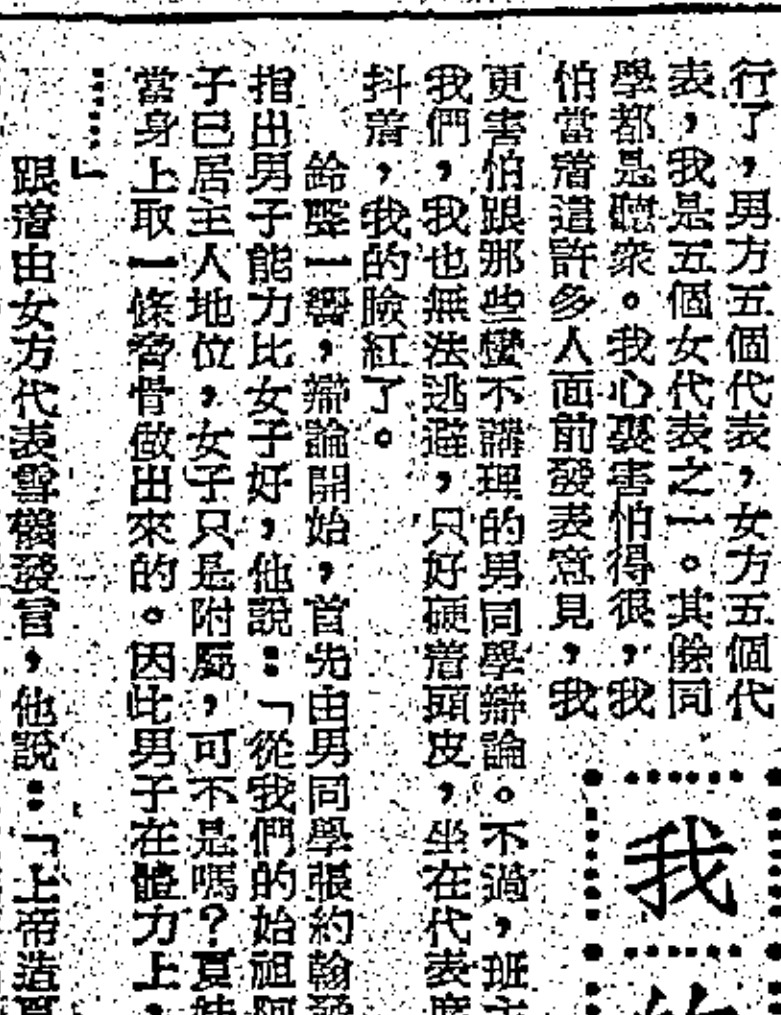 行了，男方五個代表，女方五個代
表，我是五個女代表之一。其餘同
學都是聽衆。我心裏害怕得很，我
怕當着這許多人面前發表意見，我
更害怕跟那些蠻不講理的男同學辯論。不過，班
我們，我也無法逃避，只好硬着頭皮，坐在代表
抖着，我的臉紅了。
鈴聲一響，辯論開始，首先由男同學張約翰發
指出男子能力比女子好，他說：「從我們的始祖阿
子已居主人地位，女子只是附屬，可不是嗎？夏娃
當身上取一條脅骨做出來的。因此男子在體力上，
……」
跟着由女方代表雪儀發言，他說：「上帝造夏
我